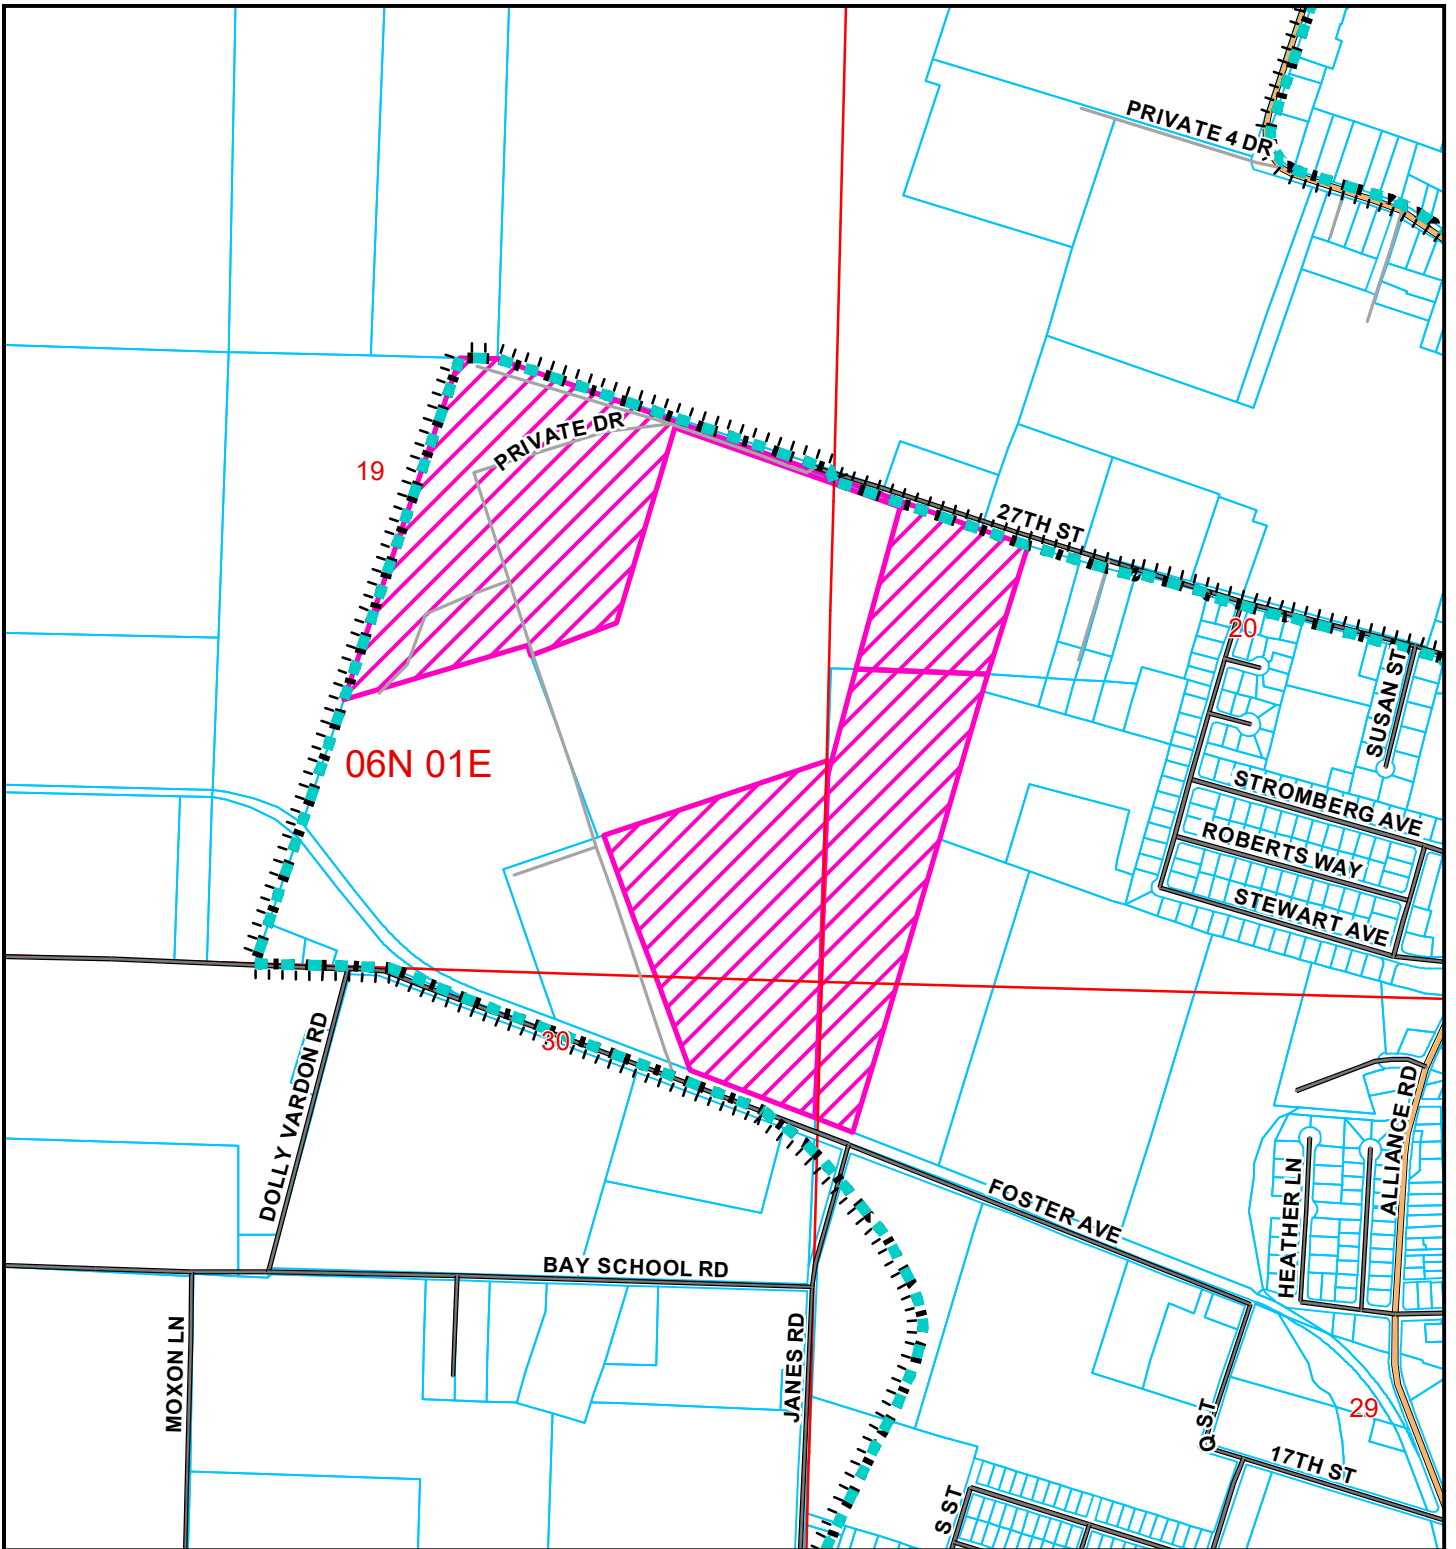 PRIVATE 4 DR
PRIVATE DR
19
27TH ST
20
SUSAN ST
06N 01E
STROMBERG AVE
ROBERTS WAY
STEWART AVE
30
DOLLY VARDON RD
ALLIANCE RD
HEATHER LN
FOSTER AVE
BAY SCHOOL RD
MOXON LN
JANES RD
Q ST
29
17TH ST
S ST